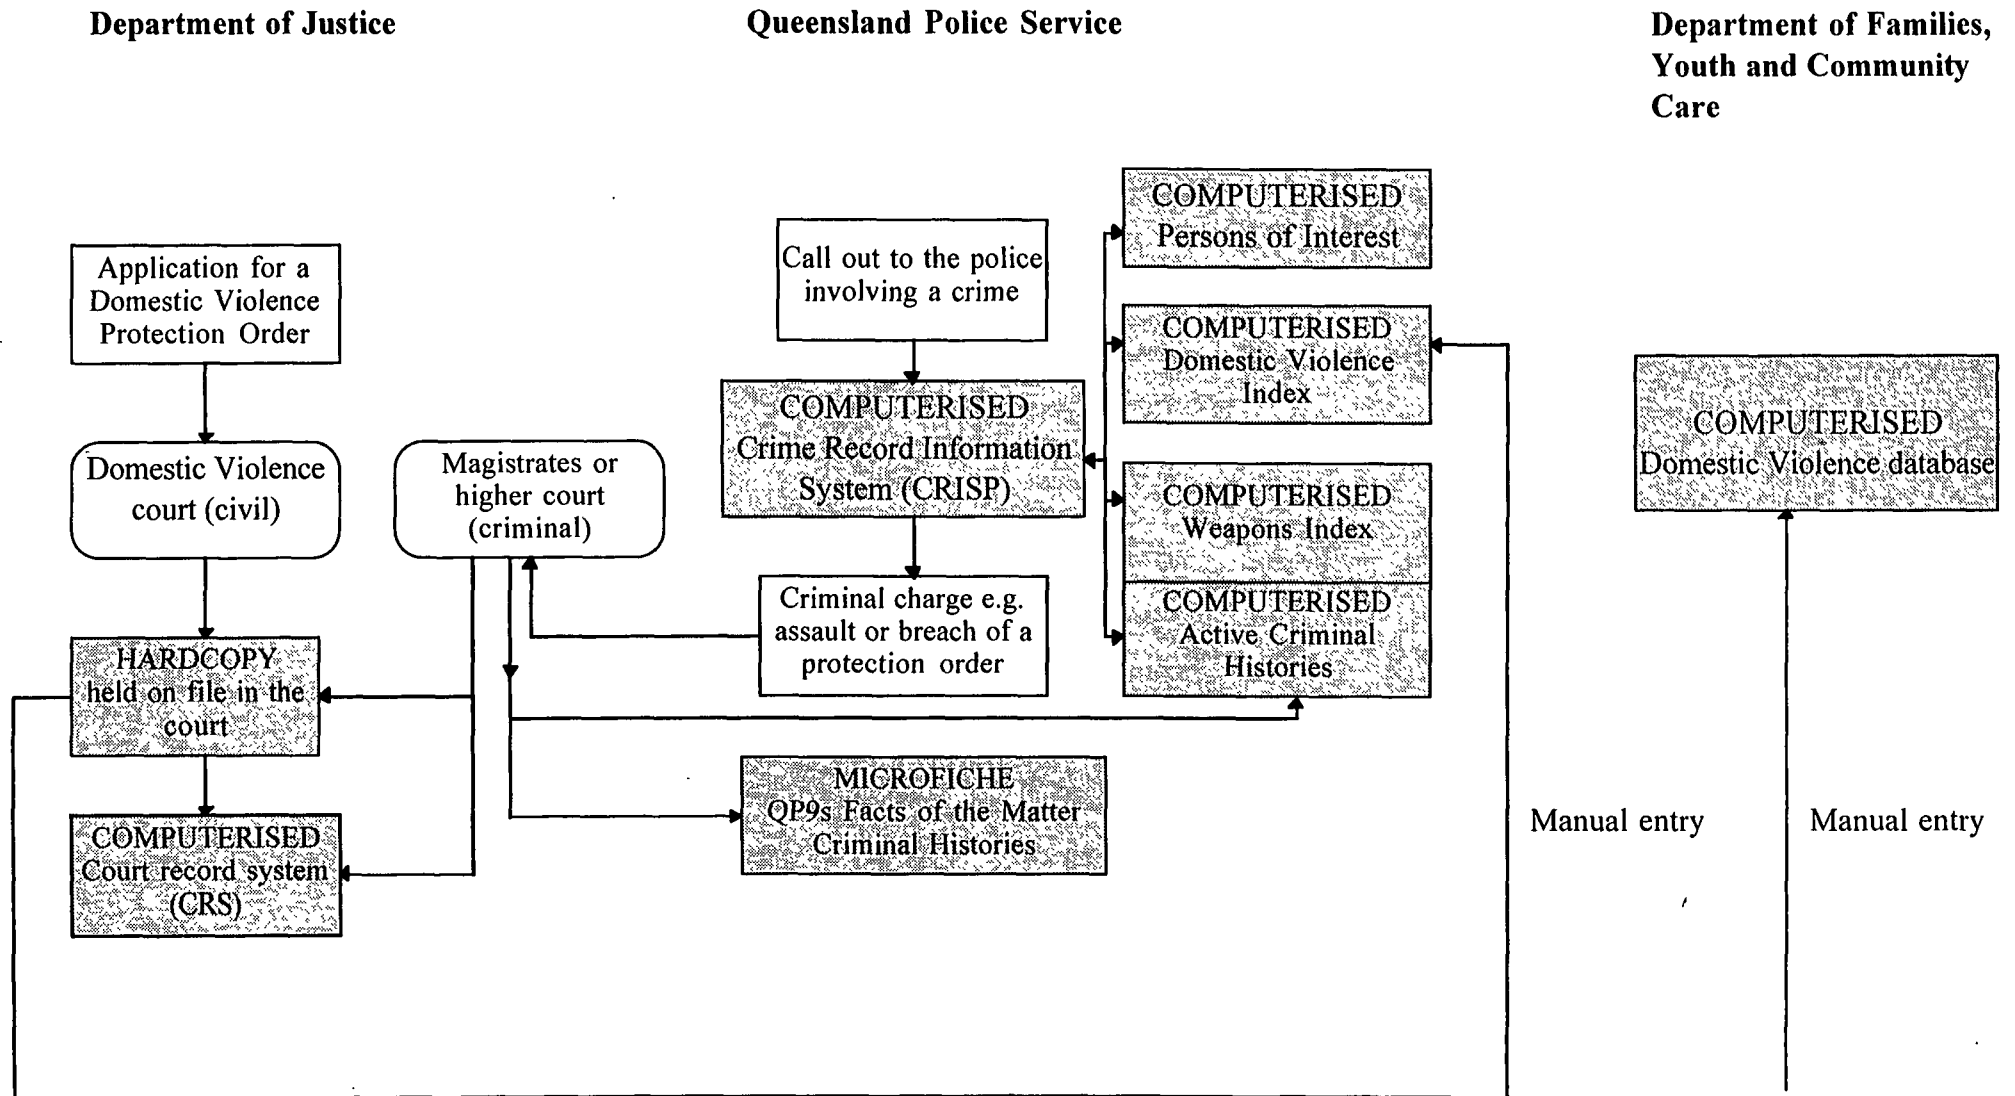 Department of Justice
Queensland Police Service
Department of Families,
Youth and Community
Care
Application for a
Domestic Violence
Protection Order
Domestic Violence
court (civil)
HARDCOPY
held on file in the
court
COMPUTERISED
Court record system
(CRS)
Magistrates or
higher court
(criminal)
Call out to the police
involving a crime
COMPUTERISED
Crime Record Information
System (CRISP)
Criminal charge e.g.
assault or breach of a
protection order
MICROFICHE
QP9s Facts of the Matter
Criminal Histories
COMPUTERISED
Persons of Interest
COMPUTERISED
Domestic Violence
Index
COMPUTERISED
Weapons Index
COMPUTERISED
Active Criminal
Histories
Manual entry
COMPUTERISED
Domestic Violence database
Manual entry